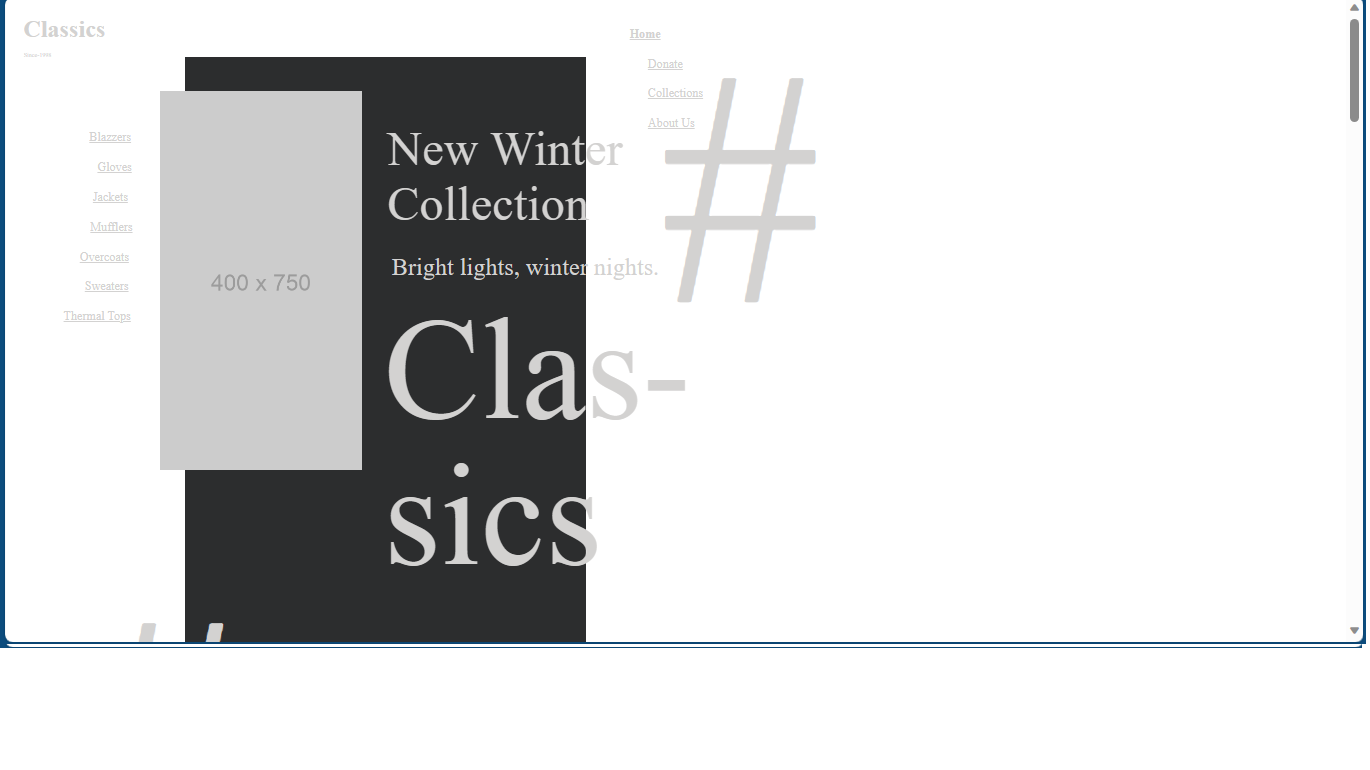 Classics
Since-1999
Home
Donate
Collections
About Us
Blazzers
Gloves
Jackets
Mufflers
Overcoats
Sweaters
Thermal Tops
400 x 750
New Winter
Collection
Bright lights, winter nights.
#
Clas-
sics